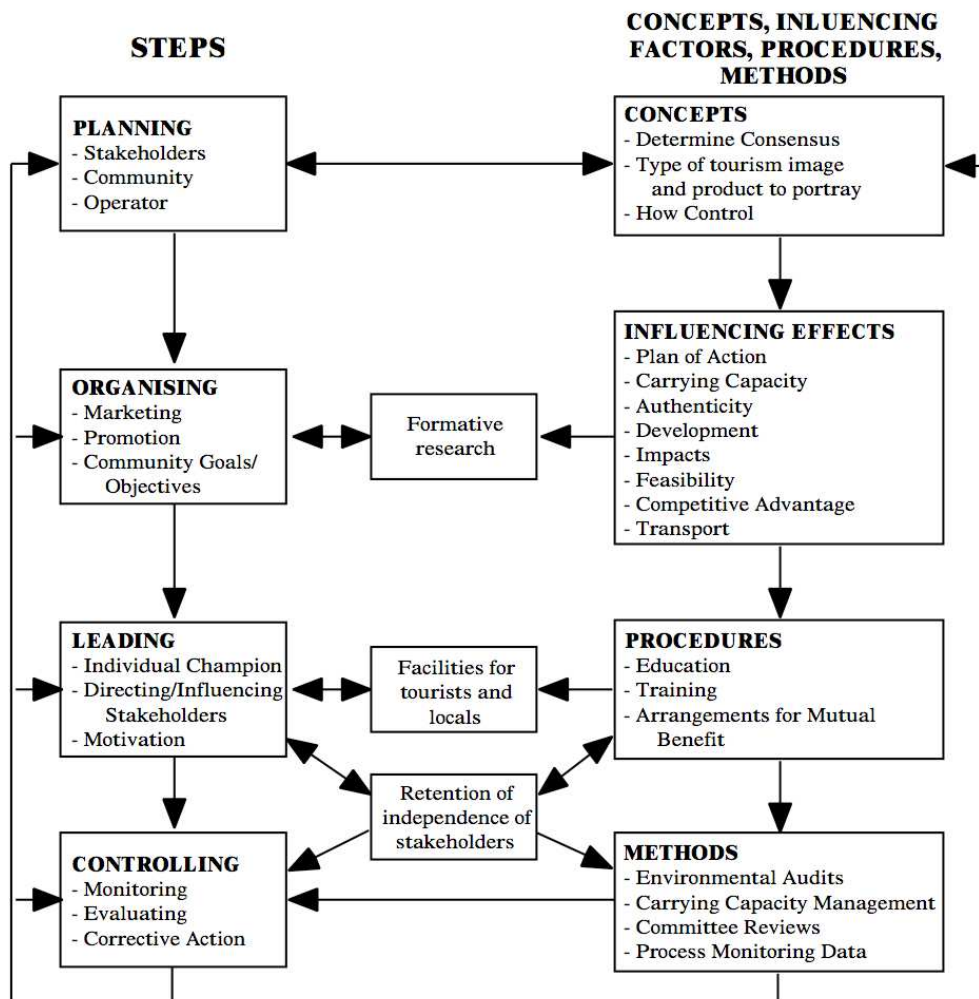 STEPS
CONCEPTS, INLUENCING
FACTORS, PROCEDURES,
METHODS
PLANNING
- Stakeholders
- Community
- Operator
CONCEPTS
- Determine Consensus
- Type of tourism image
and product to portray
- How Control
ORGANISING
- Marketing
- Promotion
- Community Goals/
Objectives
Formative
research
INFLUENCING EFFECTS
- Plan of Action
- Carrying Capacity
- Authenticity
- Development
- Impacts
- Feasibility
- Competitive Advantage
- Transport
LEADING
- Individual Champion
- Directing/Influencing
Stakeholders
- Motivation
Facilities for
tourists and
locals
PROCEDURES
- Education
- Training
- Arrangements for Mutual
Benefit
Retention of
independence of
stakeholders
CONTROLLING
- Monitoring
- Evaluating
- Corrective Action
METHODS
- Environmental Audits
- Carrying Capacity Management
- Committee Reviews
- Process Monitoring Data